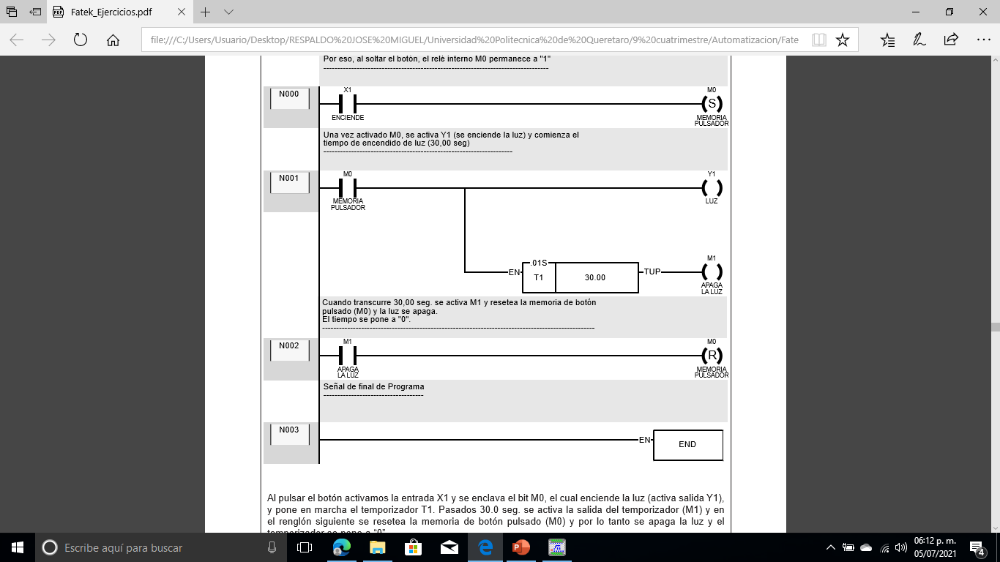 Fatek_Ejercicios.pdf
file:///C:/Users/Usuario/Desktop/RESPALDO%20JOSE%20MIGUEL/Universidad%20Politecnica%20de%20Queretaro/9%20cuatrimestre/Automatizacion/Fate
Por eso, al soltar el botón, el relé interno M0 permanece a "1"
N000
X1
ENCIENDE
M0
S
MEMORIA
PULSADOR
Una vez activado M0, se activa Y1 (se enciende la luz) y comienza el
tiempo de encendido de luz (30,00 seg)
N001
M0
MEMORIA
PULSADOR
Y1
LUZ
EN
.01S
T1
30.00
TUP
M1
APAGA
LA LUZ
Cuando transcurre 30,00 seg. se activa M1 y resetea la memoria de botón
pulsado (M0) y la luz se apaga.
El tiempo se pone a "0".
N002
M1
APAGA
LA LUZ
M0
R
MEMORIA
PULSADOR
Señal de final de Programa
N003
EN
END
Al pulsar el botón activamos la entrada X1 y se enclava el bit M0, el cual enciende la luz (activa salida Y1),
y pone en marcha el temporizador T1. Pasados 30.0 seg. se activa la salida del temporizador (M1) y en
el renglón siguiente se resetea la memoria de botón pulsado (M0) y por lo tanto se apaga la luz y el
temporizador se pone a "0"
Escribe aquí para buscar
06:12 p. m.
05/07/2021
4